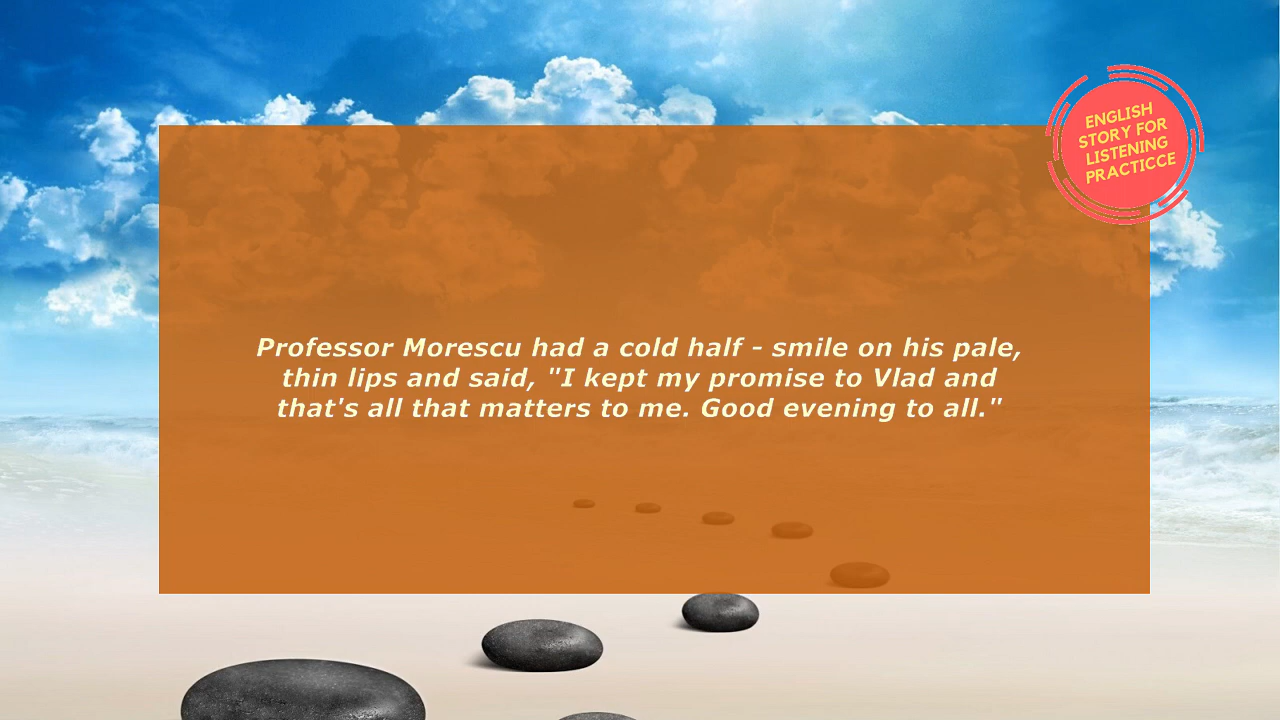 ENGLISH
STORY FOR
LISTENING
PRACTICCE
Professor Morescu had a cold half - smile on his pale,
thin lips and said, "I kept my promise to Vlad and
that's all that matters to me. Good evening to all."